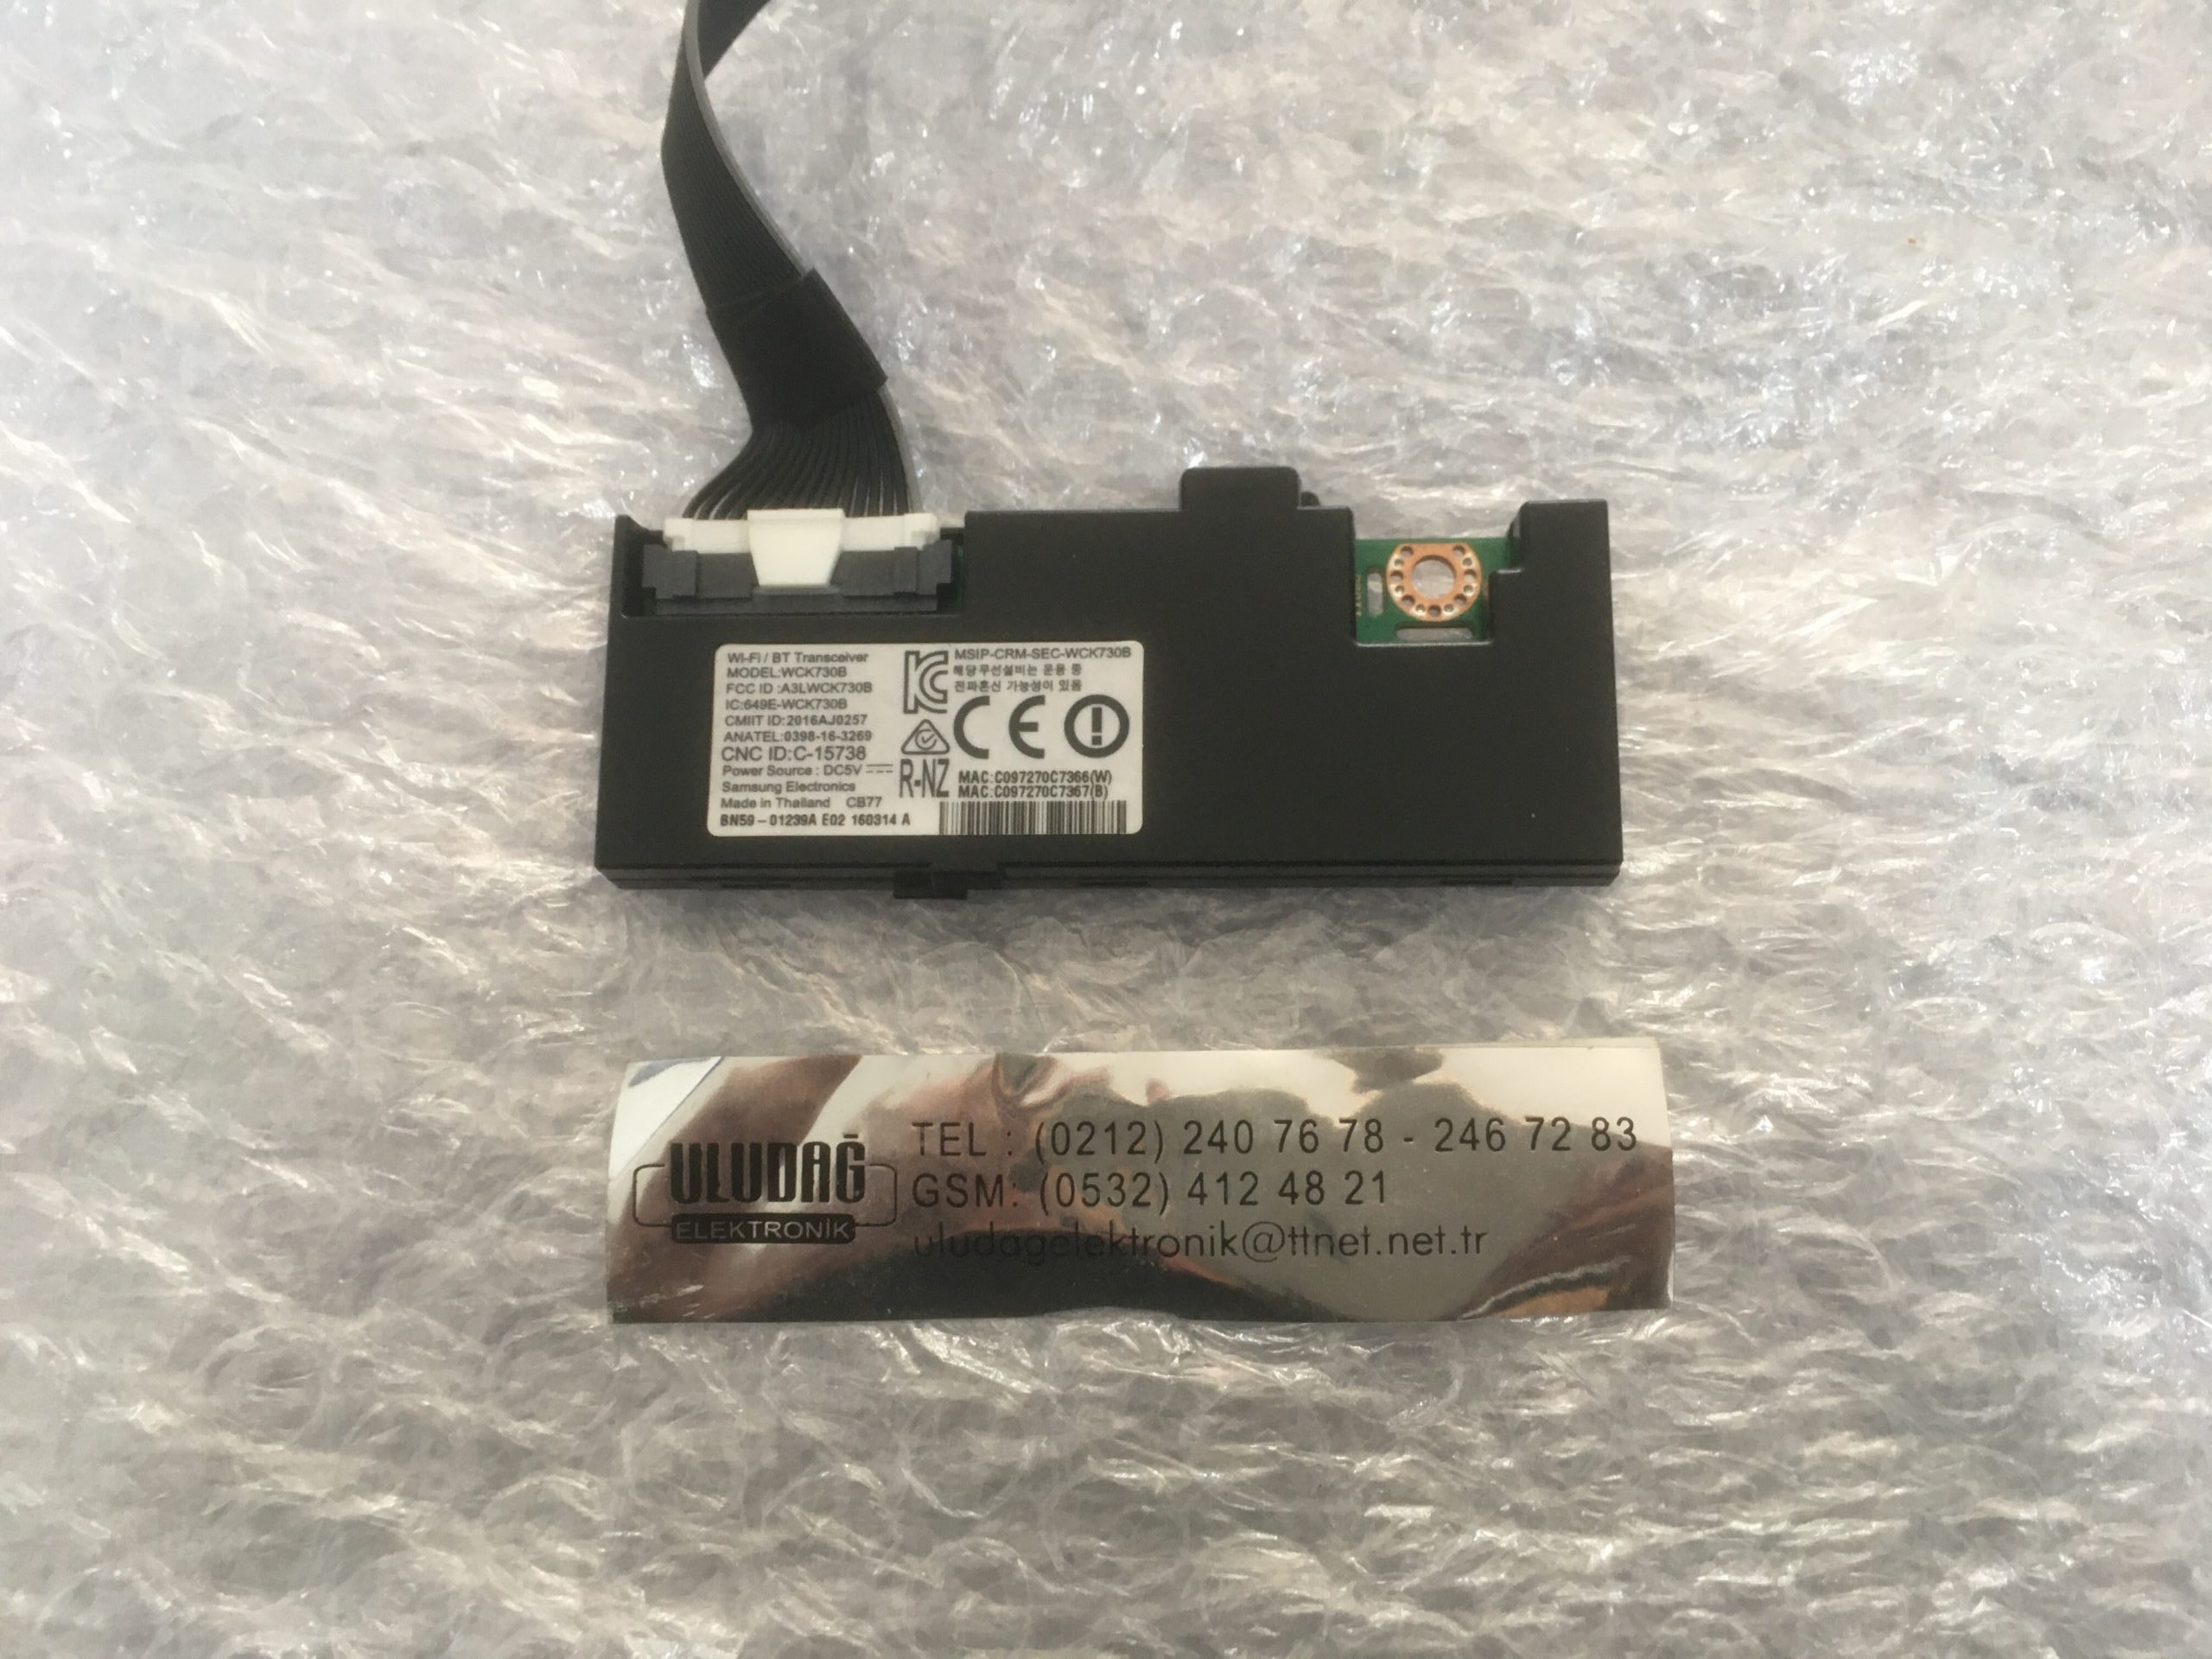 Wi-Fi / BT Transceiver
MODEL:WCK730B
FCC ID :A3LWCK730B
IC:649E-WCK730B
CMIIT ID:2016AJ0257
ANATEL:0398-16-3269
CNC ID:C-15738
Power Source : DC5V
Samsung Electronics
Made in Thailand CB77
BN59-01239A E02 160314 A
MSIP-CRM-SEC-WCK730B
해당무선설비는 운용 중
전파혼신 가능성이 있음
CE
R-NZ
MAC:C097270C7366(W)
MAC:C097270C7367(B)
ULUDAĞ
ELEKTRONİK
TEL : (0212) 240 76 78 - 246 72 83
GSM: (0532) 412 48 21
uludagelektronik@ttnet.net.tr